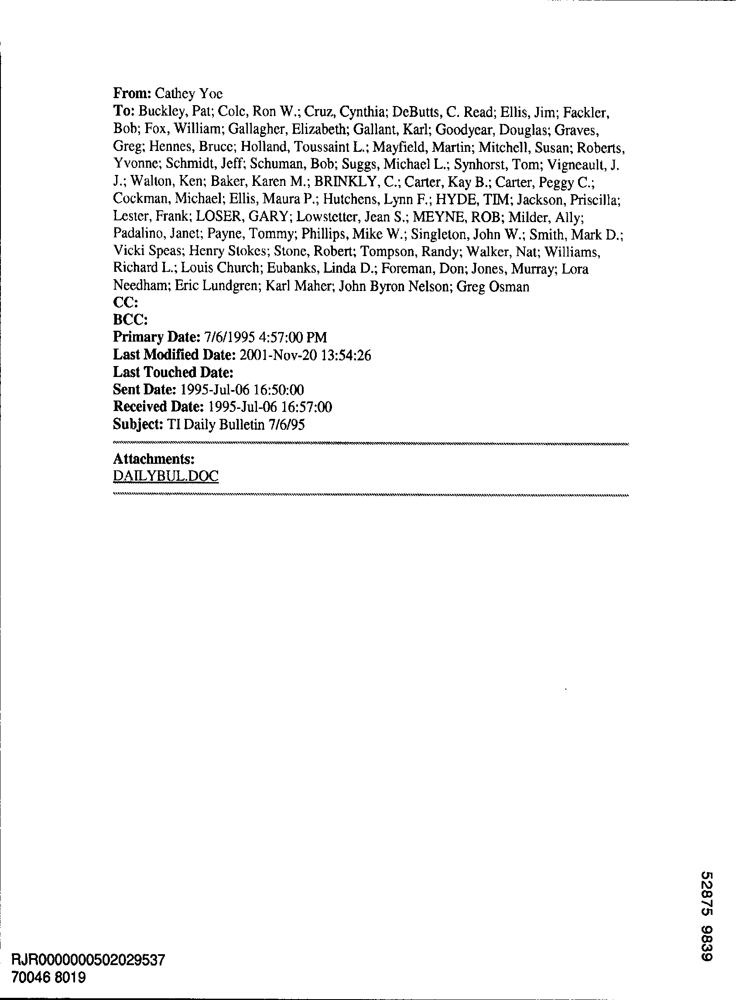 From: Cathey Yoe
To: Buckley, Pat; Cole, Ron W.; Cruz, Cynthia; DeButts, C. Read; Ellis, Jim; Fackler,
Bob; Fox, William; Gallagher, Elizabeth; Gallant, Karl; Goodyear, Douglas; Graves,
Greg; Hennes, Bruce; Holland, Toussaint L.; Mayfield, Martin; Mitchell, Susan; Roberts,
Yvonne; Schmidt, Jeff; Schuman, Bob; Suggs, Michael L.; Synhorst, Tom; Vigneault, J.
J.; Walton, Ken; Baker, Karen M.; BRINKLY, C.; Carter, Kay B.; Carter, Peggy C.;
Cockman, Michael; Ellis, Maura P.; Hutchens, Lynn F.; HYDE, TIM; Jackson, Priscilla;
Lester, Frank; LOSER, GARY; Lowstetter, Jean S.; MEYNE, ROB; Milder, Ally;
Padalino, Janet; Payne, Tommy; Phillips, Mike W.; Singleton, John W.; Smith, Mark D.;
Vicki Speas; Henry Stokes; Stone, Robert; Tompson, Randy; Walker, Nat; Williams,
Richard L.; Louis Church; Eubanks, Linda D.; Foreman, Don; Jones, Murray; Lora
Needham; Eric Lundgren; Karl Maher; John Byron Nelson; Greg Osman
CC:
BCC:
Primary Date: 7/6/1995 4:57:00 PM
Last Modified Date: 2001-Nov-20 13:54:26
Last Touched Date:
Sent Date: 1995-Jul-06 16:50:00
Received Date: 1995-Jul-06 16:57:00
Subject: TI Daily Bulletin 7/6/95
Attachments:
DAILYBUL.DOC
52875 9839
RJR0000000502029537
70046 8019